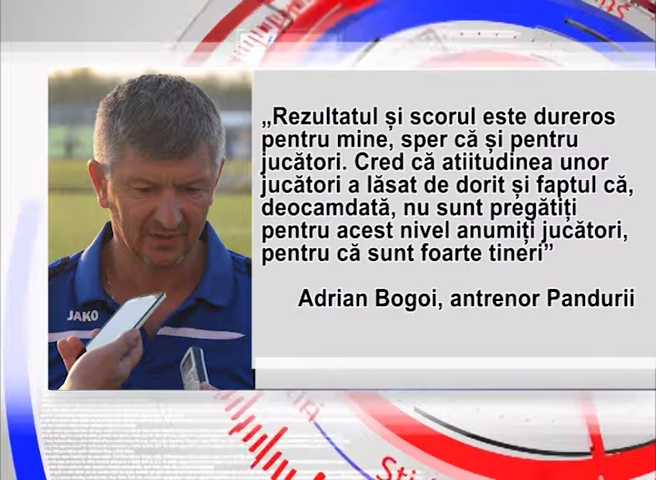 „Rezultatul și scorul este dureros
pentru mine, sper că și pentru
jucători. Cred că atiitudinea unor
jucători a lăsat de dorit și faptul că,
deocamdată, nu sunt pregătiți
pentru acest nivel anumiți jucători,
pentru că sunt foarte tineri”
Adrian Bogoi, antrenor Pandurii
JAKO